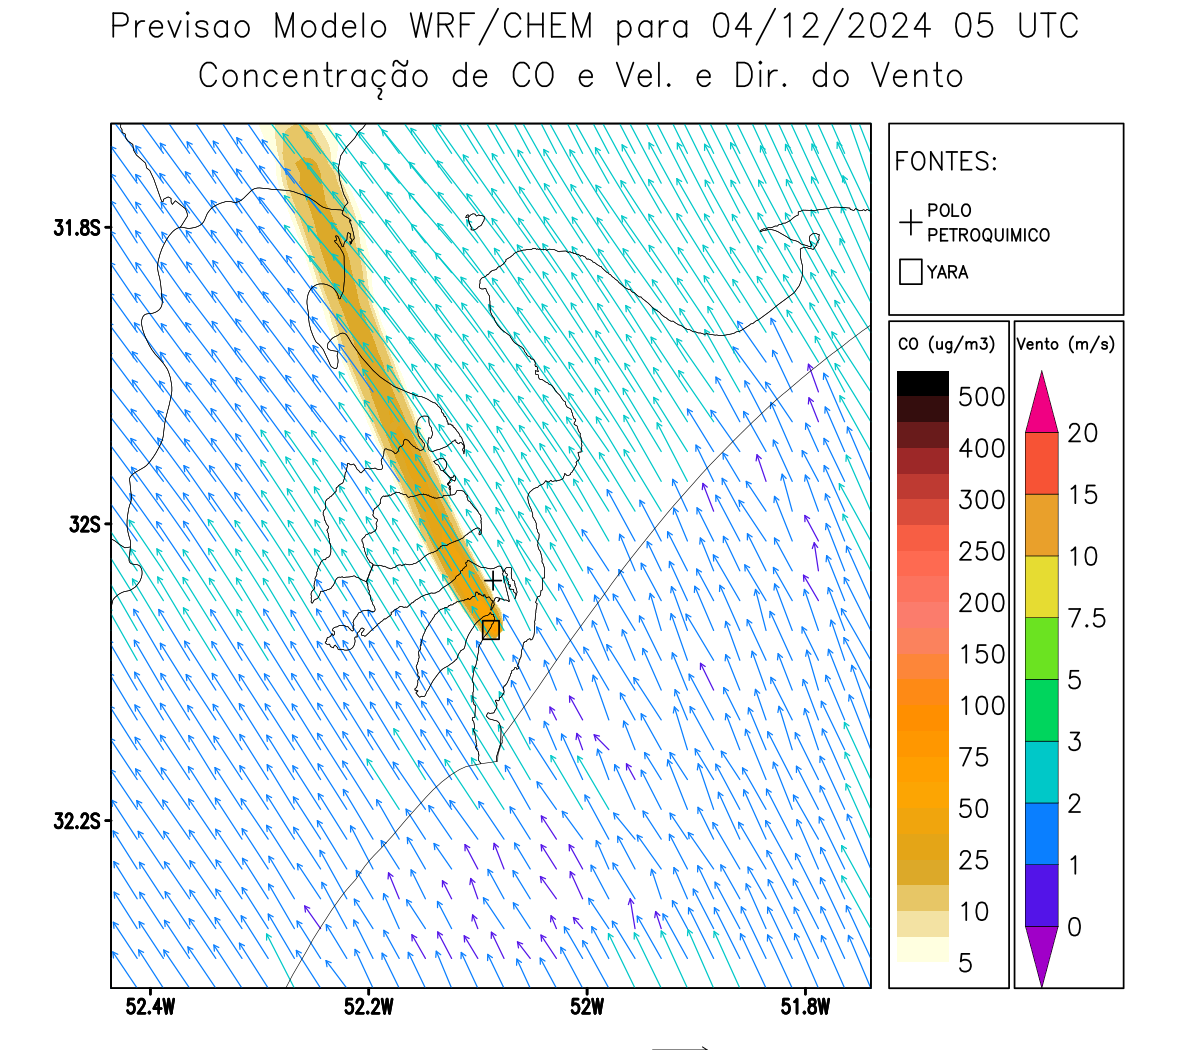 Previsao Modelo WRF/CHEM para 04/12/2024 05 UTC
Concentração de CO e Vel. e Dir. do Vento
FONTES:
POLO
PETROQUIMICO
YARA
CO (ug/m3)
500
400
300
250
200
150
100
75
50
25
10
5
Vento (m/s)
20
15
10
7.5
5
3
2
1
0
31.8S
32S
32.2S
52.4W 52.2W 52W 51.8W